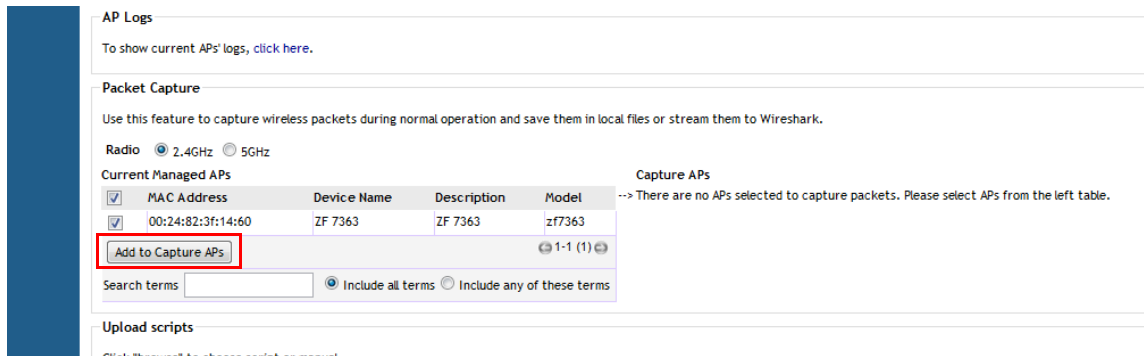 AP Logs
To show current APs' logs, click here.
Packet Capture
Use this feature to capture wireless packets during normal operation and save them in local files or stream them to Wireshark.
Radio 2.4GHz 5GHz
Current Managed APs Capture APs
MAC Address Device Name Description Model --> There are no APs selected to capture packets. Please select APs from the left table.
00:24:82:3f:14:60 ZF 7363 ZF 7363 zf7363
Add to Capture APs 1-1 (1)
Search terms Include all terms Include any of these terms
Upload scripts